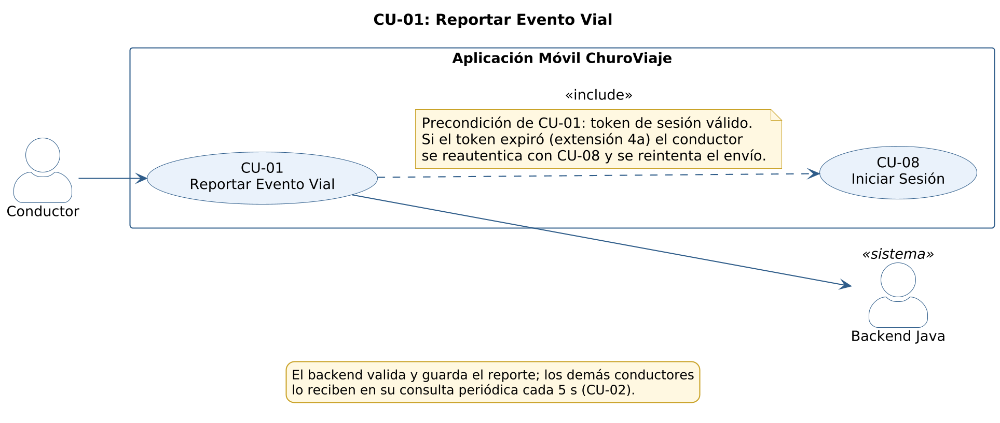 CU-01: Reportar Evento Vial
Aplicación Móvil ChuroViaje
«include»
Precondición de CU-01: token de sesión válido.
Si el token expiró (extensión 4a) el conductor
se reautentica con CU-08 y se reintenta el envío.
CU-01
Reportar Evento Vial
CU-08
Iniciar Sesión
Conductor
«sistema»
Backend Java
El backend valida y guarda el reporte; los demás conductores
lo reciben en su consulta periódica cada 5 s (CU-02).